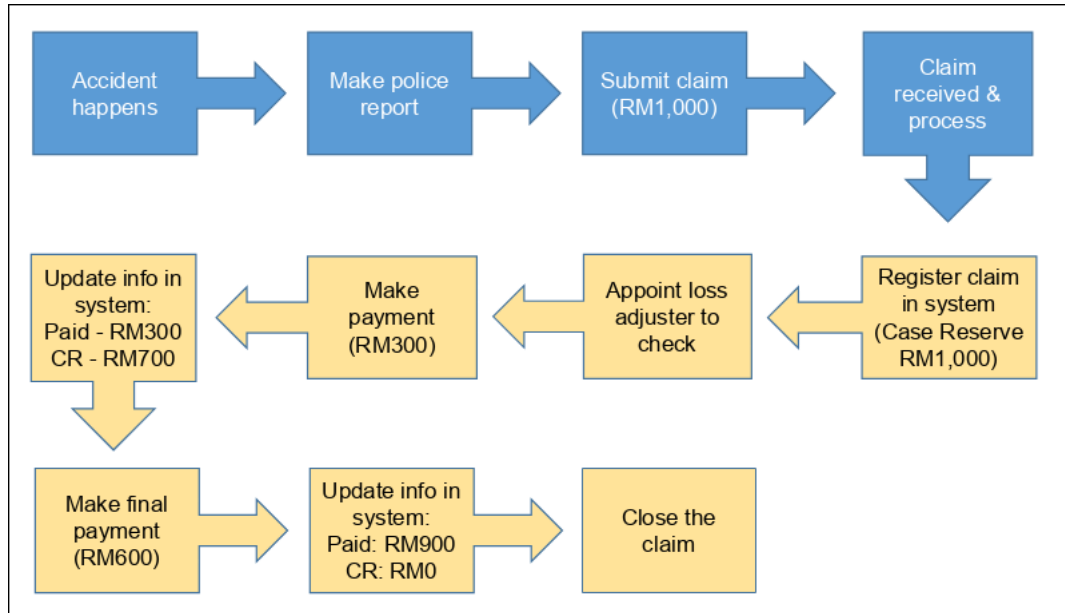 Accident
happens
Make police
report
Submit claim
(RM1,000)
Claim
received &
process
Register claim
in system
(Case Reserve
RM1,000)
Appoint loss
adjuster to
check
Make
payment
(RM300)
Update info in
system:
Paid - RM300
CR - RM700
Make final
payment
(RM600)
Update info in
system:
Paid: RM900
CR: RM0
Close the
claim